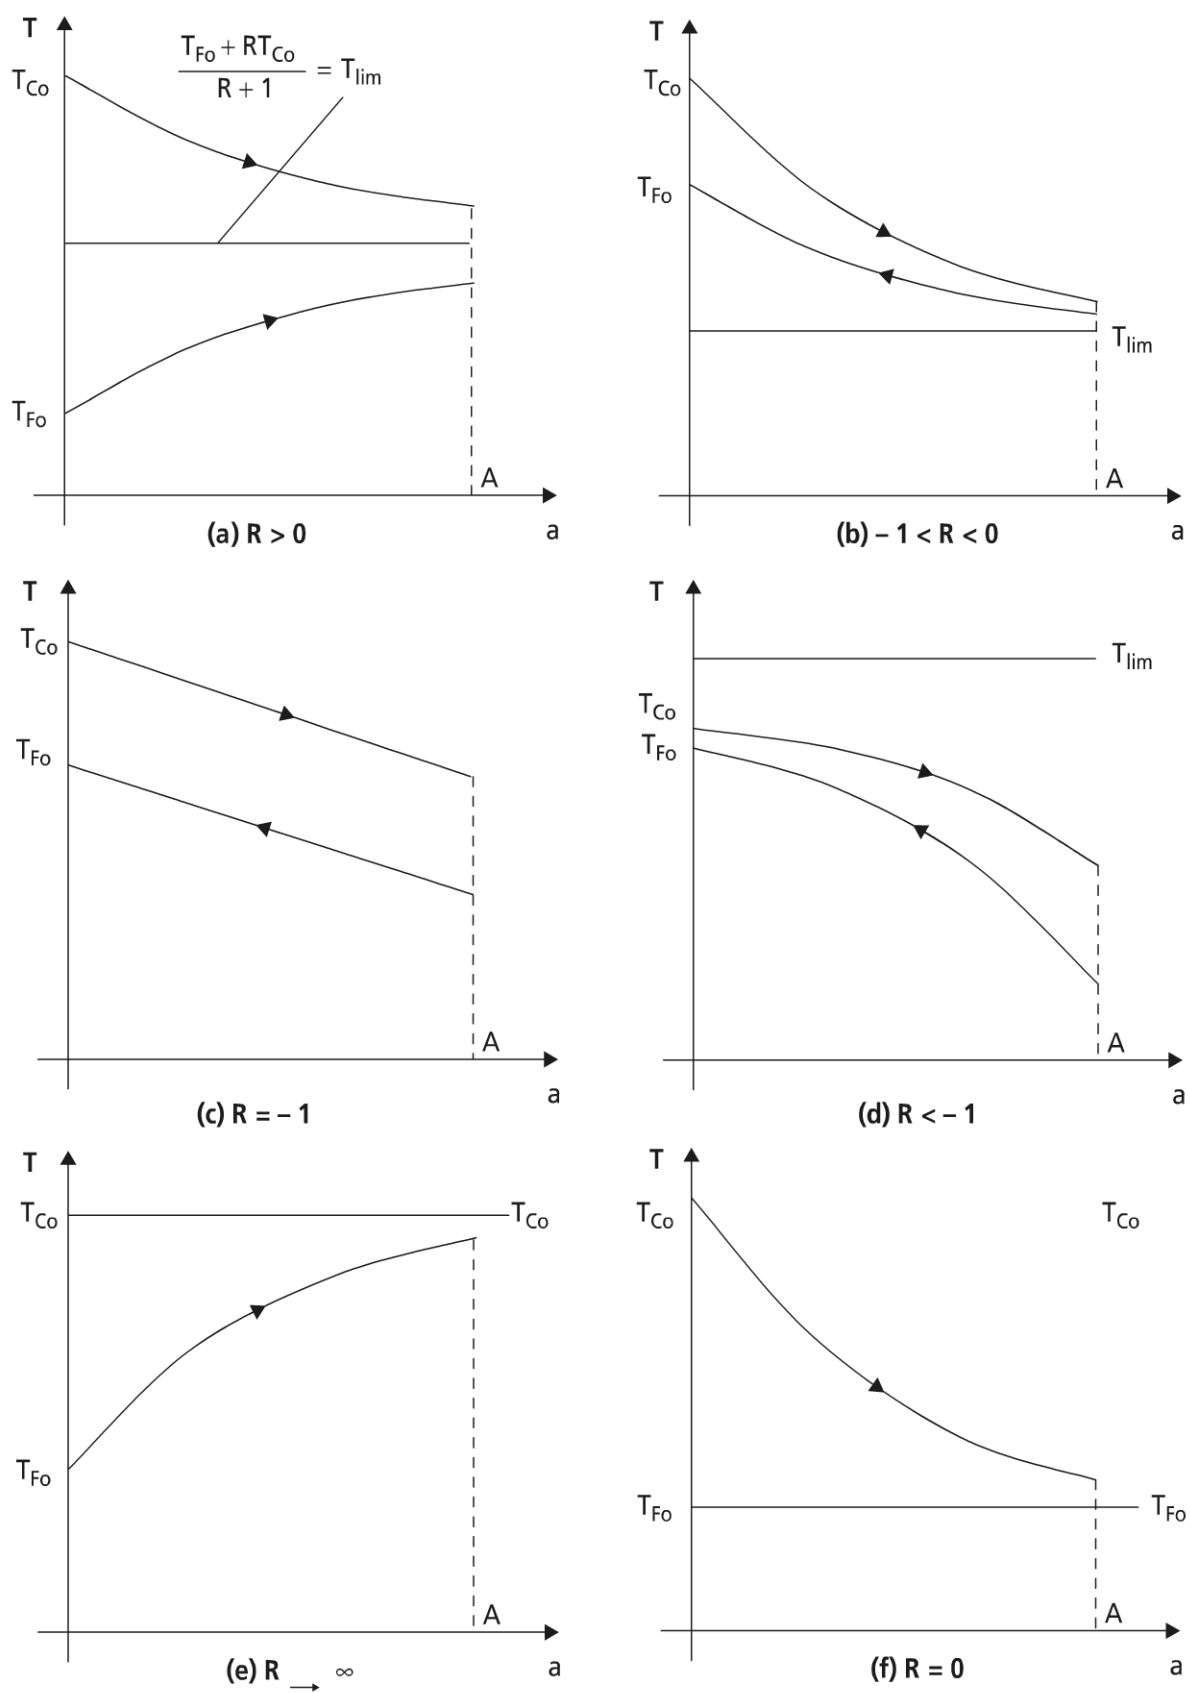 T
T_Co
T_Fo + RT_Co
R + 1
= T_lim
T_Fo
A
a
(a) R > 0
T
T_Co
T_Fo
T_lim
A
a
(b) – 1 < R < 0
T
T_Co
T_Fo
A
a
(c) R = – 1
T
T_lim
T_Co
T_Fo
A
a
(d) R < – 1
T
T_Co
T_Co
T_Fo
A
a
(e) R → ∞
T
T_Co
T_Co
T_Fo
T_Fo
A
a
(f) R = 0